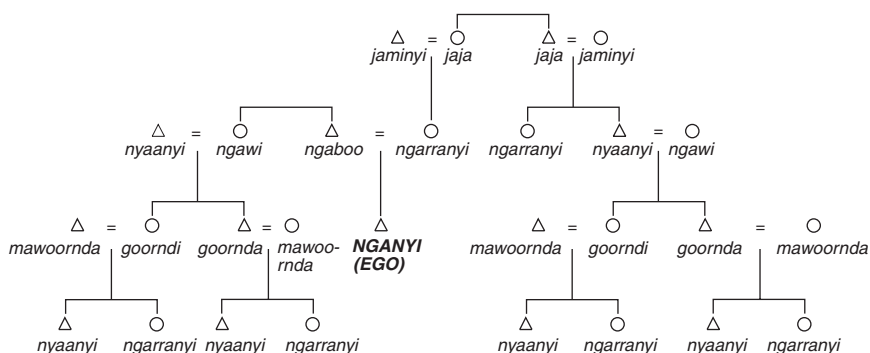 jaminyi jaja jaja jaminyi
nyaanyi ngawi ngaboo ngarranyi ngarranyi nyaanyi ngawi
mawoornda goorndi goornda mawoo-
rnda NGANYI
(EGO) mawoornda goorndi goornda mawoornda
nyaanyi ngarranyi nyaanyi ngarranyi nyaanyi ngarranyi nyaanyi ngarranyi